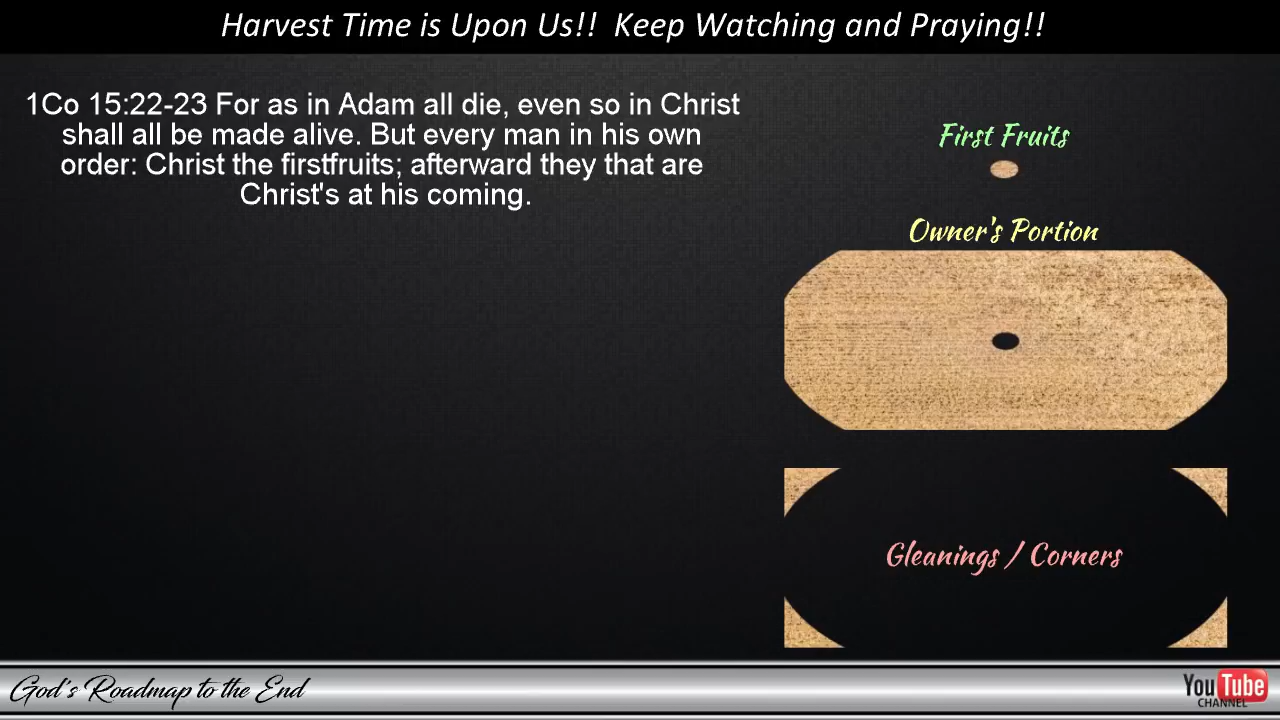 Harvest Time is Upon Us!!  Keep Watching and Praying!!
1Co 15:22-23 For as in Adam all die, even so in Christ
shall all be made alive. But every man in his own
order: Christ the firstfruits; afterward they that are
Christ's at his coming.
First Fruits
Owner's Portion
Gleanings / Corners
God's Roadmap to the End
YouTube
CHANNEL